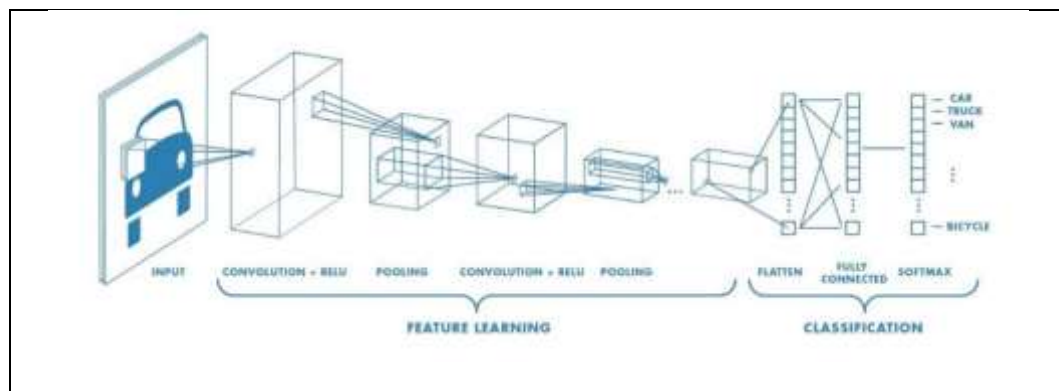 CAR
TRUCK
VAN
BICYCLE
INPUT
CONVOLUTION + RELU
POOLING
CONVOLUTION + RELU
POOLING
FLATTEN
FULLY
CONNECTED
SOFTMAX
FEATURE LEARNING
CLASSIFICATION